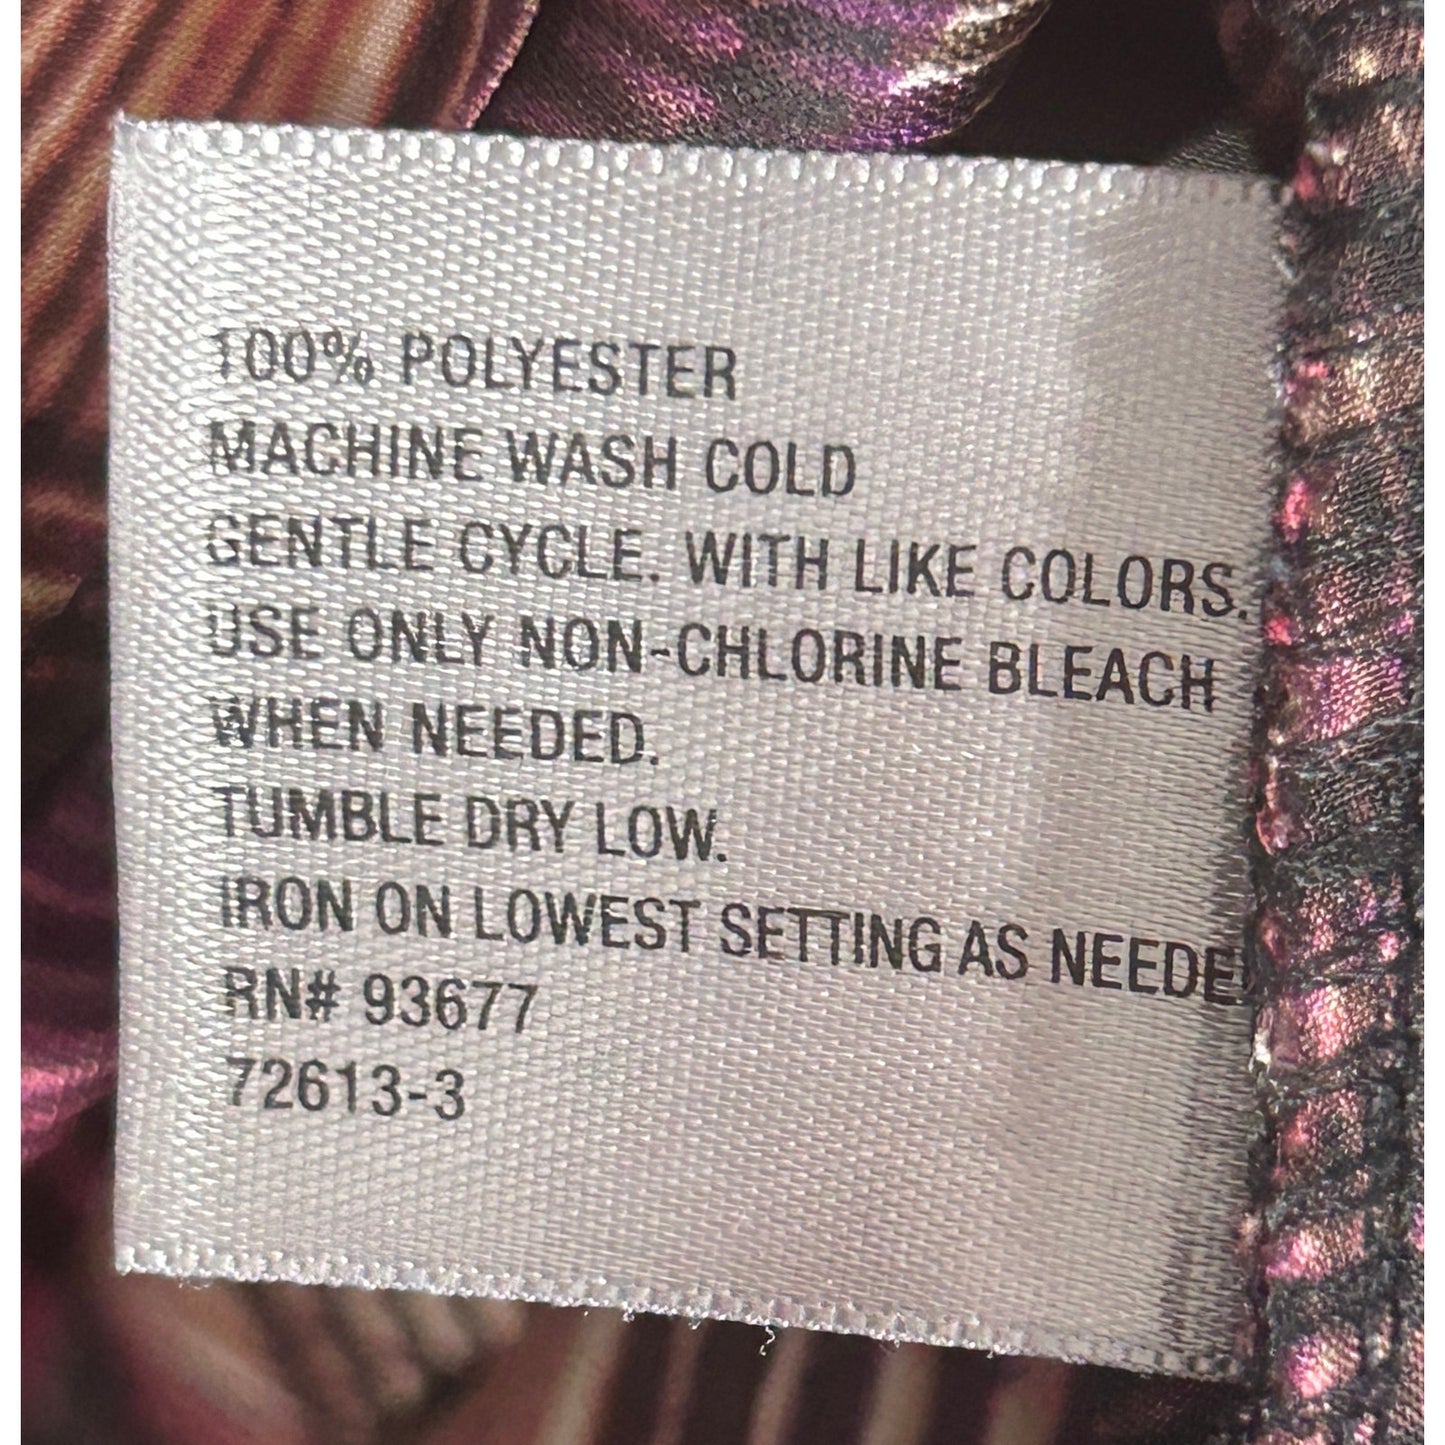 100% POLYESTER
MACHINE WASH COLD
GENTLE CYCLE. WITH LIKE COLORS.
USE ONLY NON-CHLORINE BLEACH
WHEN NEEDED.
TUMBLE DRY LOW.
IRON ON LOWEST SETTING AS NEEDE
RN# 93677
72613-3